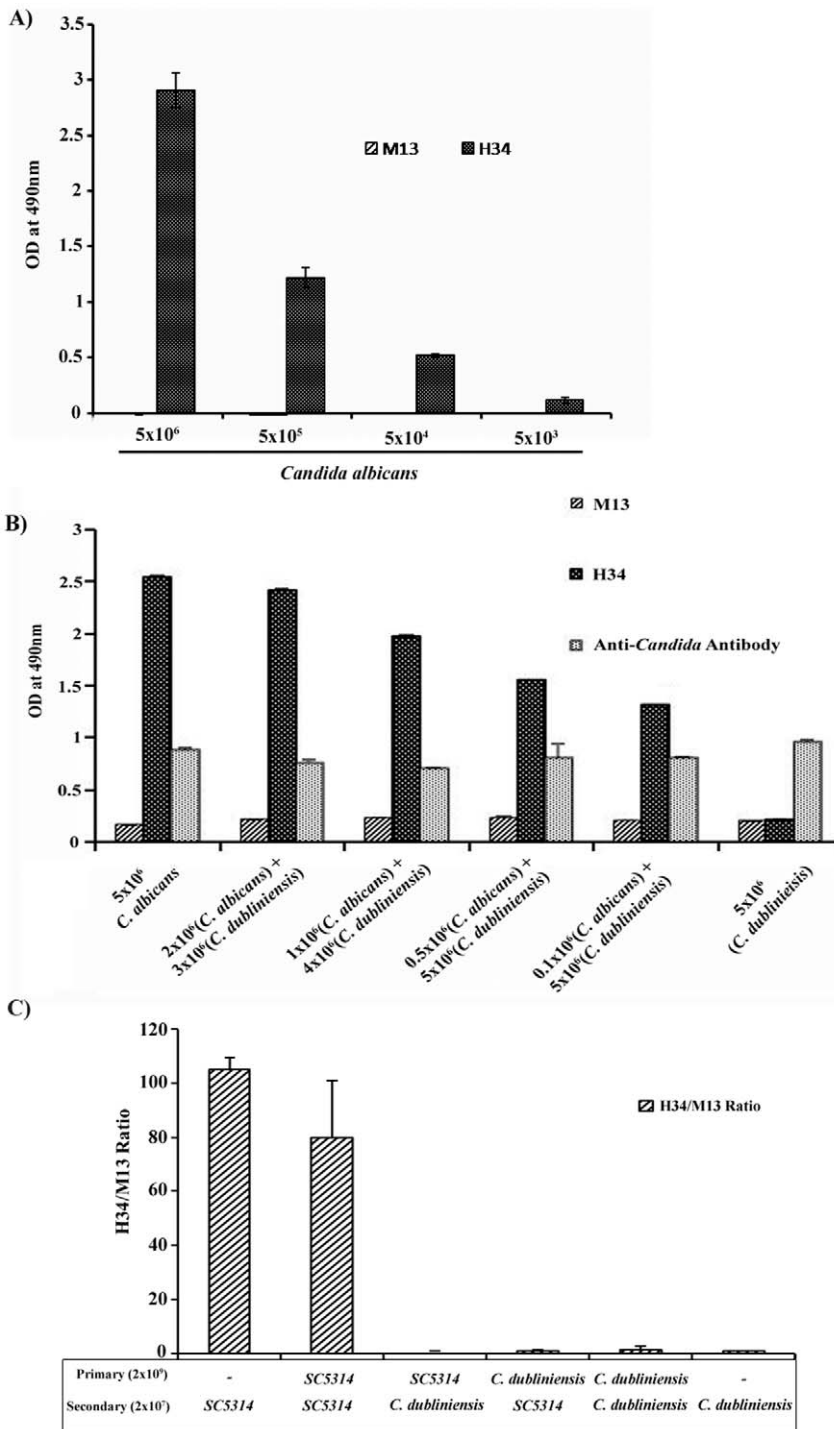 A)
3.5
3
2.5
2
1.5
1
0.5
0
OD at 490nm
M13 H34
5x10⁶ 5x10⁵ 5x10⁴ 5x10³
Candida albicans
B)
3
2.5
2
1.5
1
0.5
0
OD at 490nm
M13
H34
Anti-Candida Antibody
5x10⁶
C. albicans
2x10⁶(C. albicans) +
3x10⁶(C. dubliniensis)
1x10⁶(C. albicans) +
4x10⁶(C. dubliniensis)
0.5x10⁶(C. albicans) +
5x10⁶(C. dubliniensis)
0.1x10⁶(C. albicans) +
5x10⁶(C. dubliniensis)
5x10⁶
C)
120
100
80
60
40
20
0
H34/M13 Ratio
H34/M13 Ratio
Primary (2x10⁹) - SC5314 SC5314 C. dubliniensis C. dubliniensis -
Secondary (2x10⁷) SC5314 SC5314 C. dubliniensis SC5314 C. dubliniensis C. dubliniensis